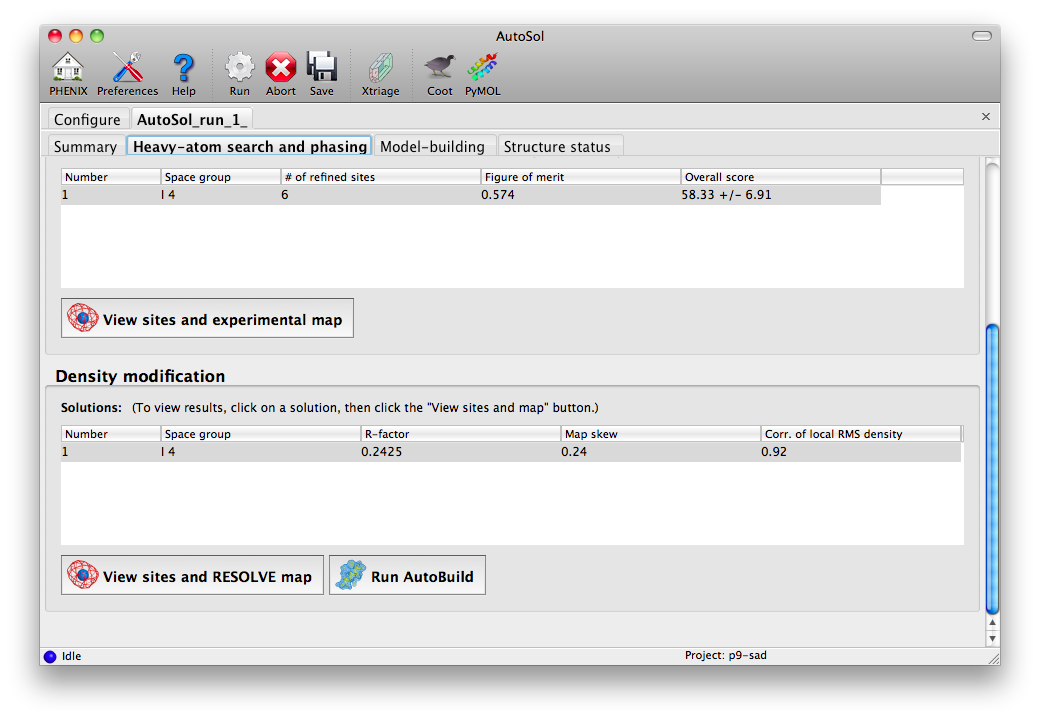 AutoSol
PHENIX Preferences Help Run Abort Save Xtriage Coot PyMOL
Configure AutoSol_run_1_
Summary Heavy-atom search and phasing Model-building Structure status
Number Space group # of refined sites Figure of merit Overall score
1 I 4 6 0.574 58.33 +/- 6.91
View sites and experimental map
Density modification
Solutions: (To view results, click on a solution, then click the "View sites and map" button.)
Number Space group R-factor Map skew Corr. of local RMS density
1 I 4 0.2425 0.24 0.92
View sites and RESOLVE map Run AutoBuild
Idle Project: p9-sad